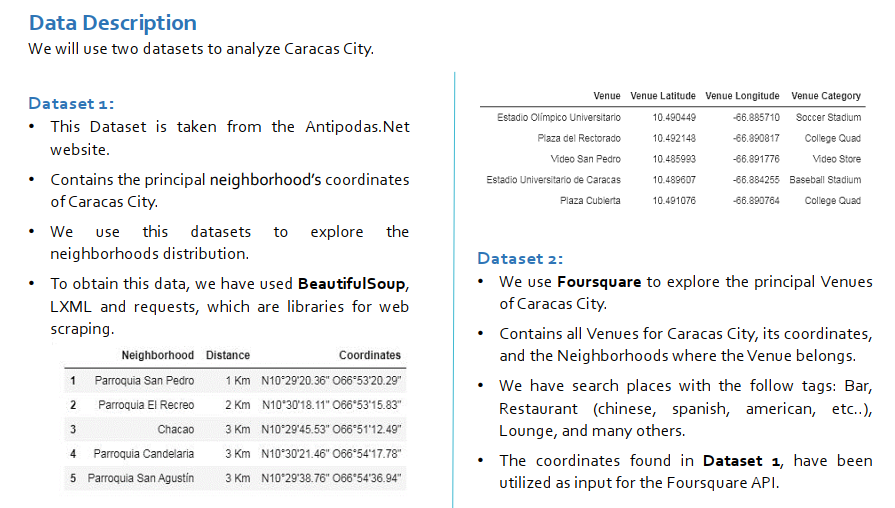 Data Description
We will use two datasets to analyze Caracas City.
Dataset 1:
• This Dataset is taken from the Antipodas.Net
website.
• Contains the principal neighborhood's coordinates
of Caracas City.
• We use this datasets to explore the
neighborhoods distribution.
• To obtain this data, we have used BeautifulSoup,
LXML and requests, which are libraries for web
scraping.
Neighborhood Distance Coordinates
1 Parroquia San Pedro 1 Km N10°29'20.36" O66°53'20.29"
2 Parroquia El Recreo 2 Km N10°30'18.11" O66°53'15.83"
3 Chacao 3 Km N10°29'45.53" O66°51'12.49"
4 Parroquia Candelaria 3 Km N10°30'21.46" O66°54'17.78"
5 Parroquia San Agustín 3 Km N10°29'38.76" O66°54'36.94"
Venue Venue Latitude Venue Longitude Venue Category
Estadio Olímpico Universitario 10.490449 -66.885710 Soccer Stadium
Plaza del Rectorado 10.492148 -66.890817 College Quad
Video San Pedro 10.485993 -66.891776 Video Store
Estadio Universitario de Caracas 10.489607 -66.884255 Baseball Stadium
Plaza Cubierta 10.491076 -66.890764 College Quad
Dataset 2:
• We use Foursquare to explore the principal Venues
of Caracas City.
• Contains all Venues for Caracas City, its coordinates,
and the Neighborhoods where the Venue belongs.
• We have search places with the follow tags: Bar,
Restaurant (chinese, spanish, american, etc..),
Lounge, and many others.
• The coordinates found in Dataset 1, have been
utilized as input for the Foursquare API.